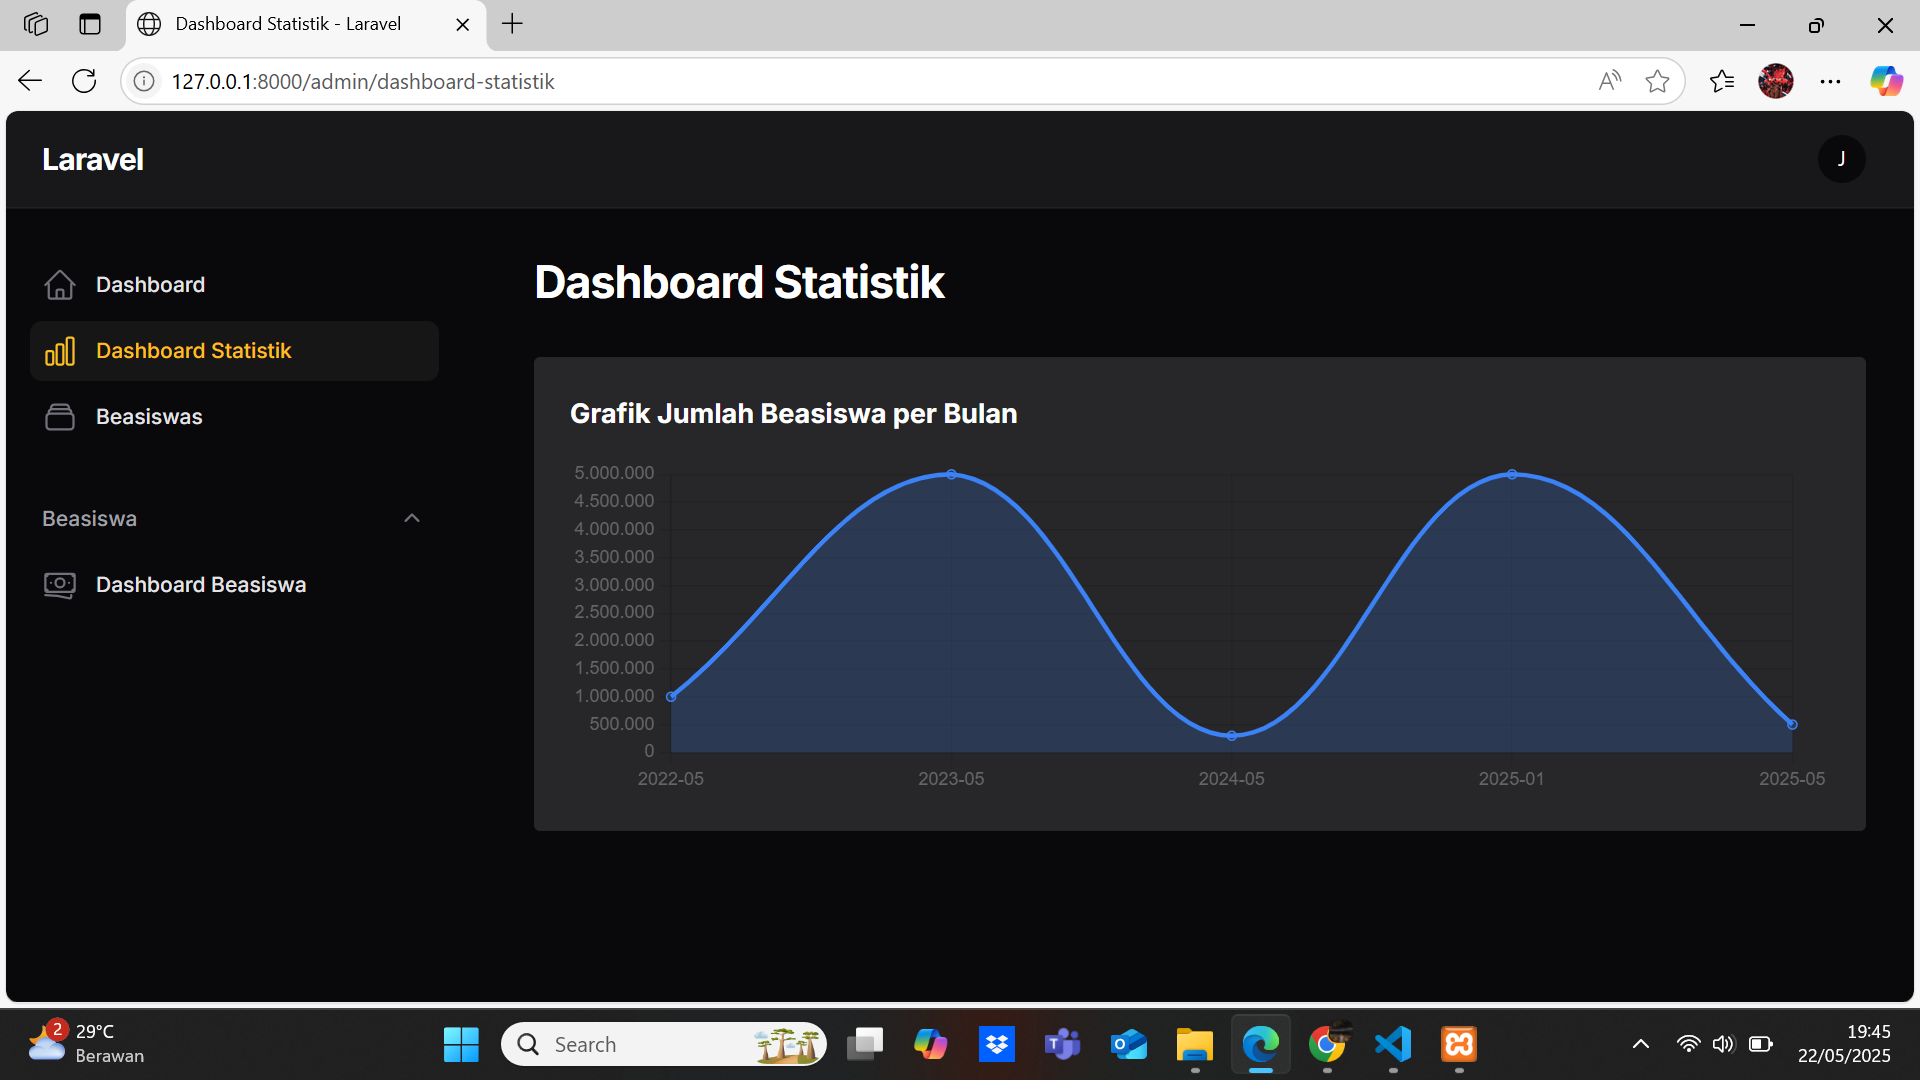 Dashboard Statistik - Laravel
127.0.0.1:8000/admin/dashboard-statistik
Laravel
J
Dashboard
Dashboard Statistik
Beasiswas
Beasiswa
Dashboard Beasiswa
Dashboard Statistik
Grafik Jumlah Beasiswa per Bulan
5.000.000
4.500.000
4.000.000
3.500.000
3.000.000
2.500.000
2.000.000
1.500.000
1.000.000
500.000
0
2022-05 2023-05 2024-05 2025-01 2025-05
2
29°C
Berawan
Search
19:45
22/05/2025